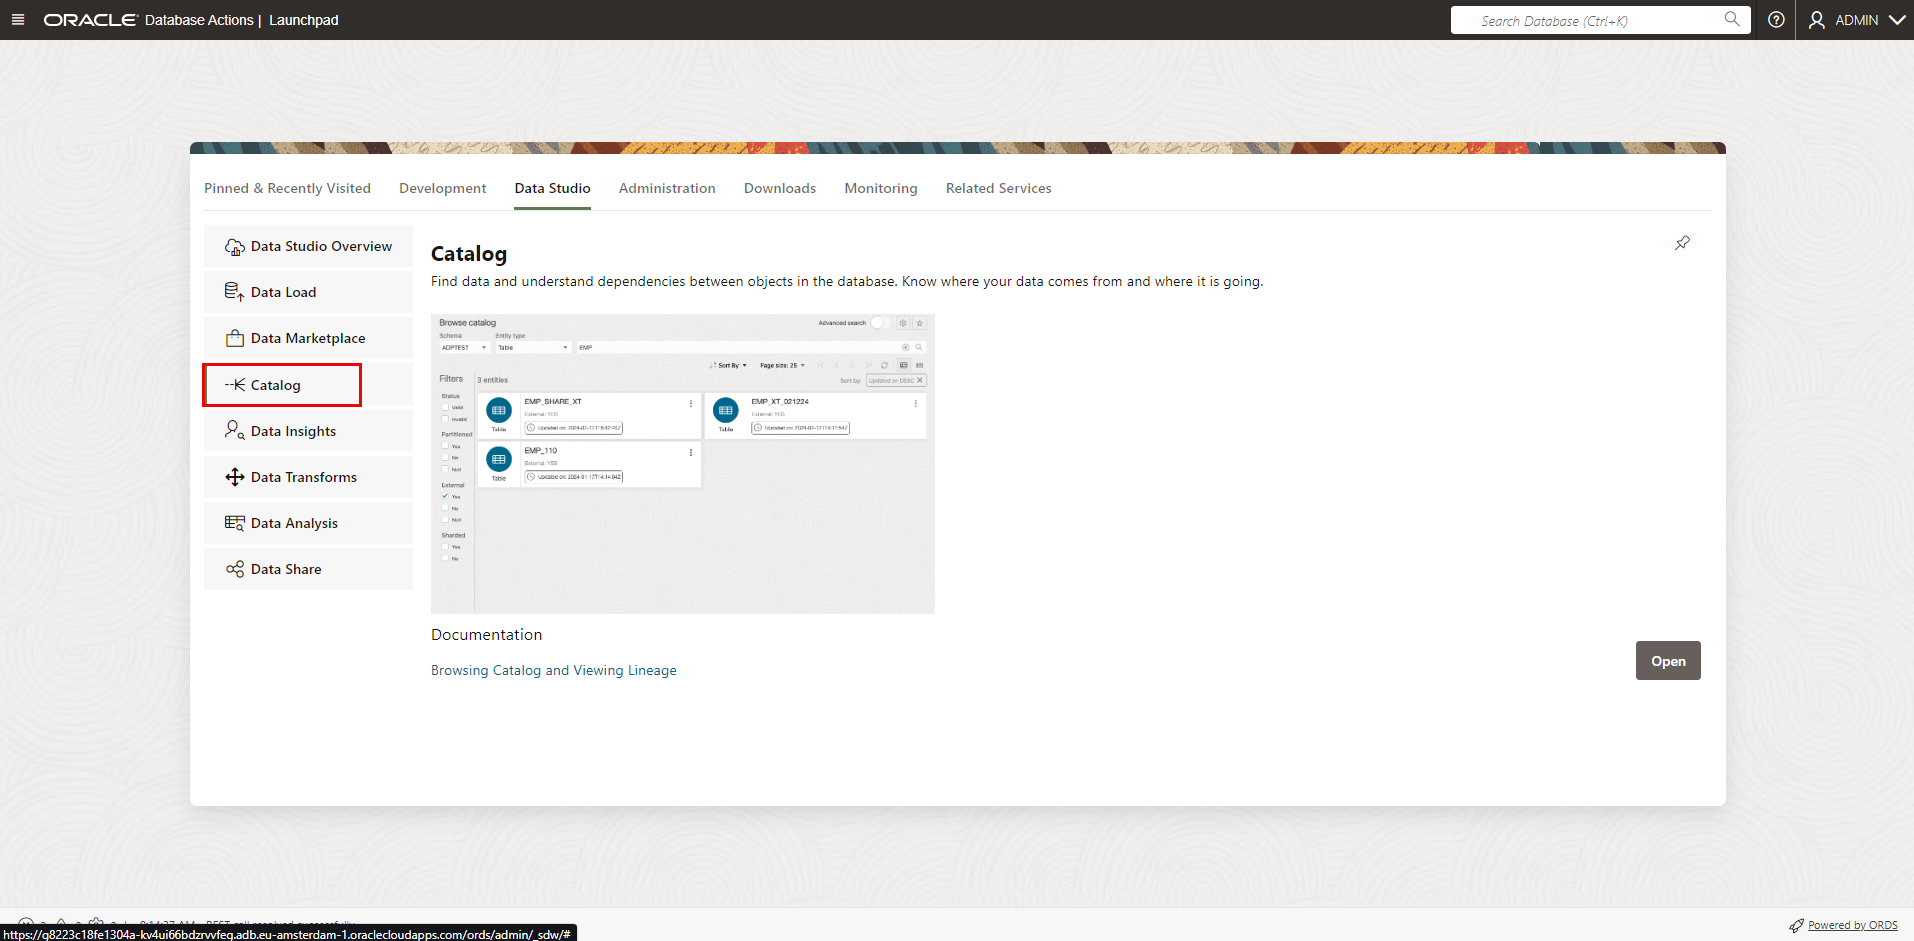 ORACLE Database Actions | Launchpad
Search Database (Ctrl+K)
ADMIN
Pinned & Recently Visited
Development
Data Studio
Administration
Downloads
Monitoring
Related Services
Data Studio Overview
Data Load
Data Marketplace
Catalog
Data Insights
Data Transforms
Data Analysis
Data Share
Catalog
Find data and understand dependencies between objects in the database. Know where your data comes from and where it is going.
Browse catalog
Advanced search
Schema
Entity type
ADPTEST
Table
EMP
Sort By
Page size: 25
Filters
3 entities
Sort by:
Updated on DESC
Status
Valid
Invalid
Partitioned
Yes
No
Null
External
Yes
No
Null
Sharded
Yes
No
EMP_SHARE_XT
External: YES
Table
EMP_XT_021224
External: YES
Table
EMP_110
External: YES
Table
Documentation
Browsing Catalog and Viewing Lineage
Open
https://g8223c18fe1304a-kv4ui66bdzrvvfeg.adb.eu-amsterdam-1.oraclecloudapps.com/ords/admin/_sdw/#
Powered by ORDS